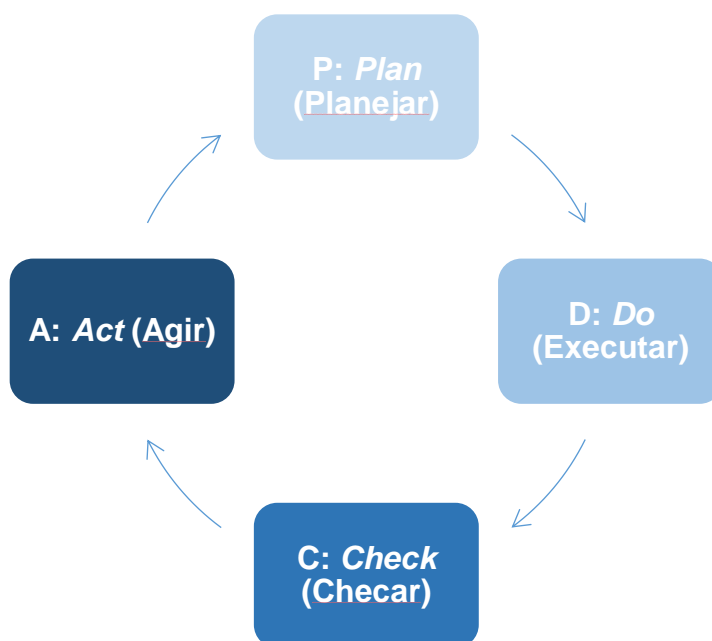 P: Plan
(Planejar)
D: Do
(Executar)
C: Check
(Checar)
A: Act (Agir)